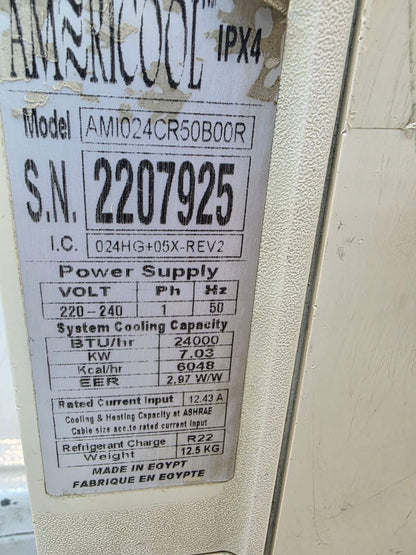 AMERICOOL TM
IPX4
Model AMI024CR50B00R
S.N. 2207925
I.C. 024HG+05X-REV2
Power Supply
VOLT Ph Hz
220-240 1 50
System Cooling Capacity
BTU/hr 24000
KW 7.03
Kcal/hr 6048
EER 2.97 W/W
Rated Current Input 12.43 A
Cooling & Heating Capacity at ASHRAE
Cable size acc.to rated current Input
Refrigerant Charge R22
Weight 12.5 KG
MADE IN EGYPT
FABRIQUE EN EGYPTE